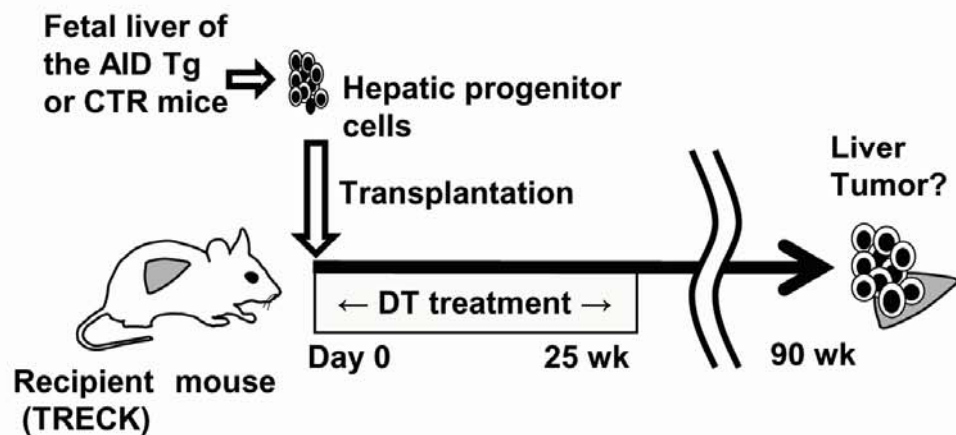 Fetal liver of
the AID Tg
or CTR mice
Hepatic progenitor
cells
Transplantation
Liver
Tumor?
← DT treatment →
Day 0
25 wk
90 wk
Recipient mouse
(TRECK)